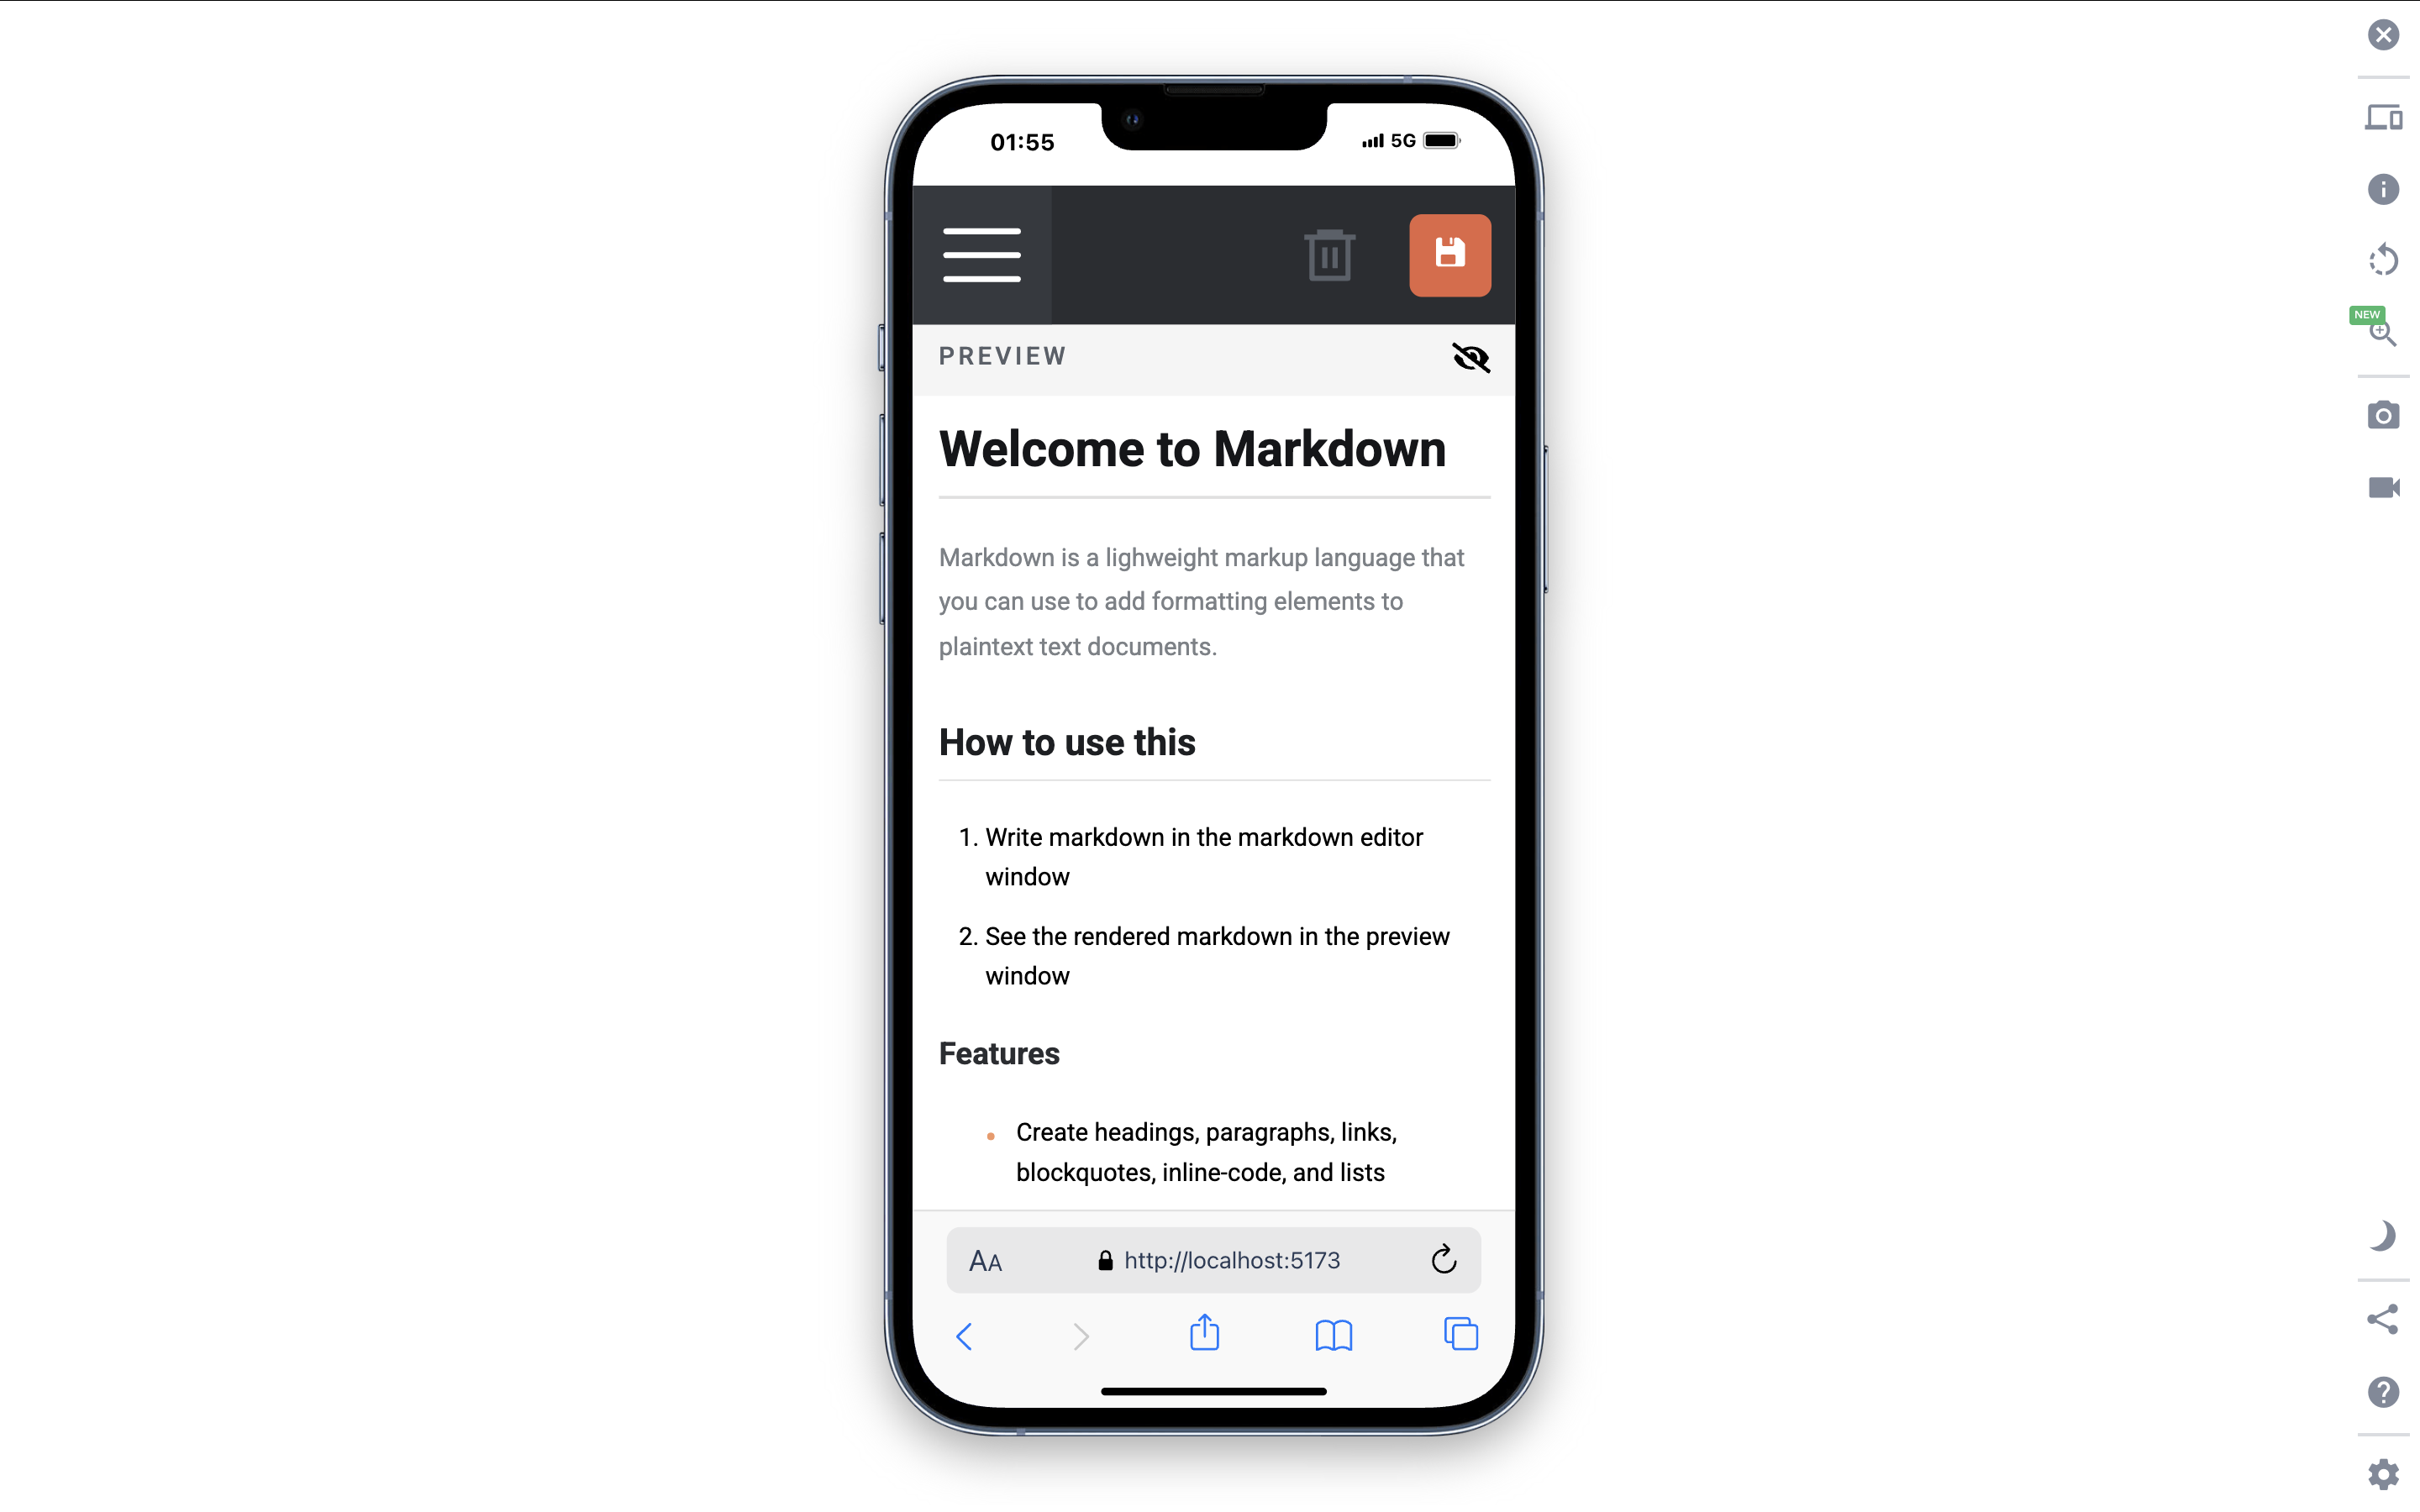 01:55
5G
NEW
PREVIEW
Welcome to Markdown
Markdown is a lighweight markup language that
you can use to add formatting elements to
plaintext text documents.
How to use this
1. Write markdown in the markdown editor
window
2. See the rendered markdown in the preview
window
Features
• Create headings, paragraphs, links,
blockquotes, inline-code, and lists
AA http://localhost:5173